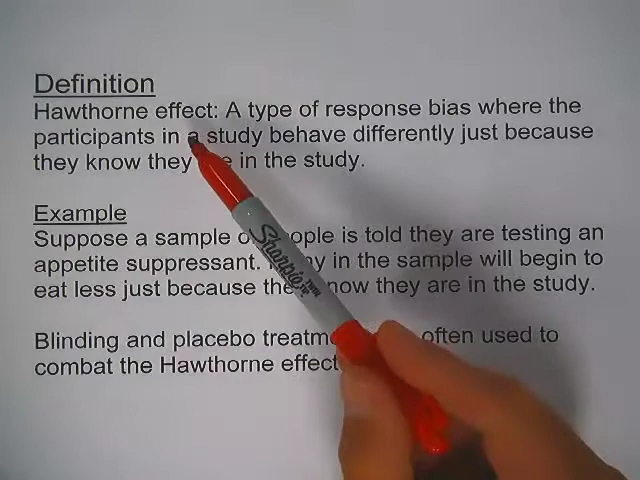 Definition
Hawthorne effect: A type of response bias where the
participants in a study behave differently just because
they know they in the study.
Example
Suppose a sample people is told they are testing an
appetite suppressant. in the sample will begin to
eat less just because they know they are in the study.
Blinding and placebo often used to
combat the Hawthorne effect
Sharpie